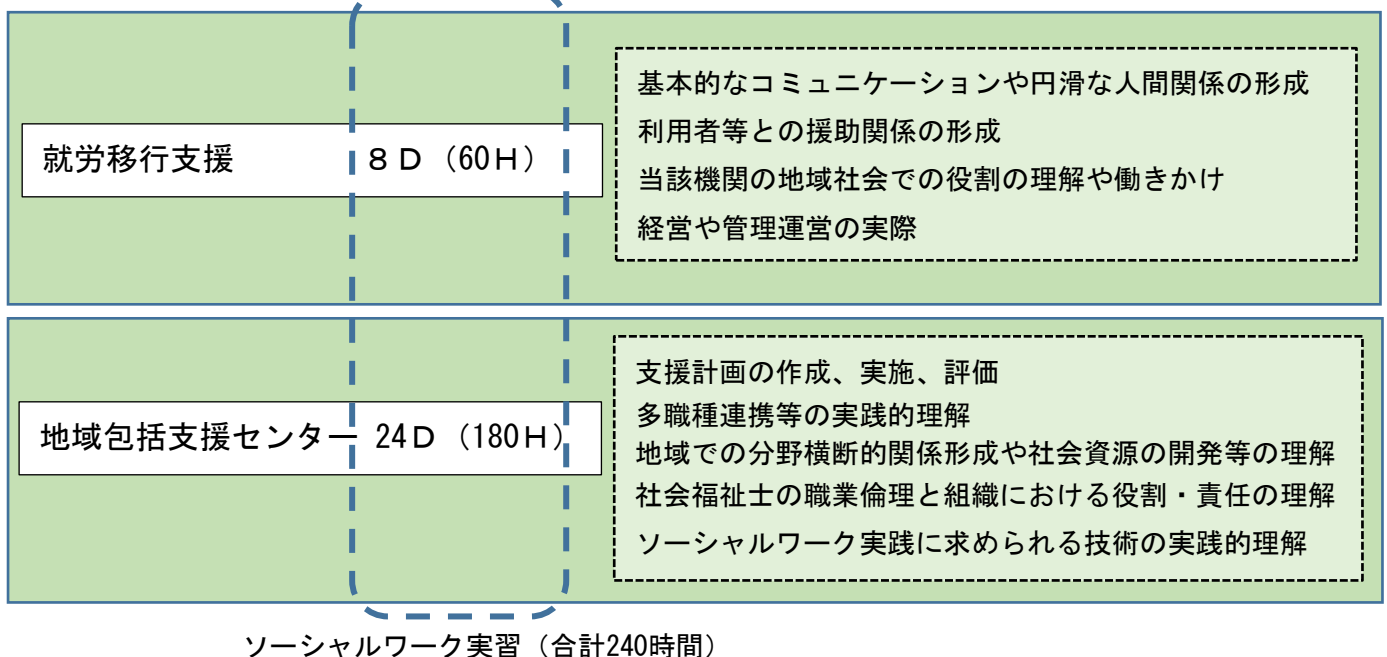 就労移行支援　８Ｄ（60Ｈ）
基本的なコミュニケーションや円滑な人間関係の形成
利用者等との援助関係の形成
当該機関の地域社会での役割の理解や働きかけ
経営や管理運営の実際
地域包括支援センター 24Ｄ（180Ｈ）
支援計画の作成、実施、評価
多職種連携等の実践的理解
地域での分野横断的関係形成や社会資源の開発等の理解
社会福祉士の職業倫理と組織における役割・責任の理解
ソーシャルワーク実践に求められる技術の実践的理解
ソーシャルワーク実習（合計240時間）